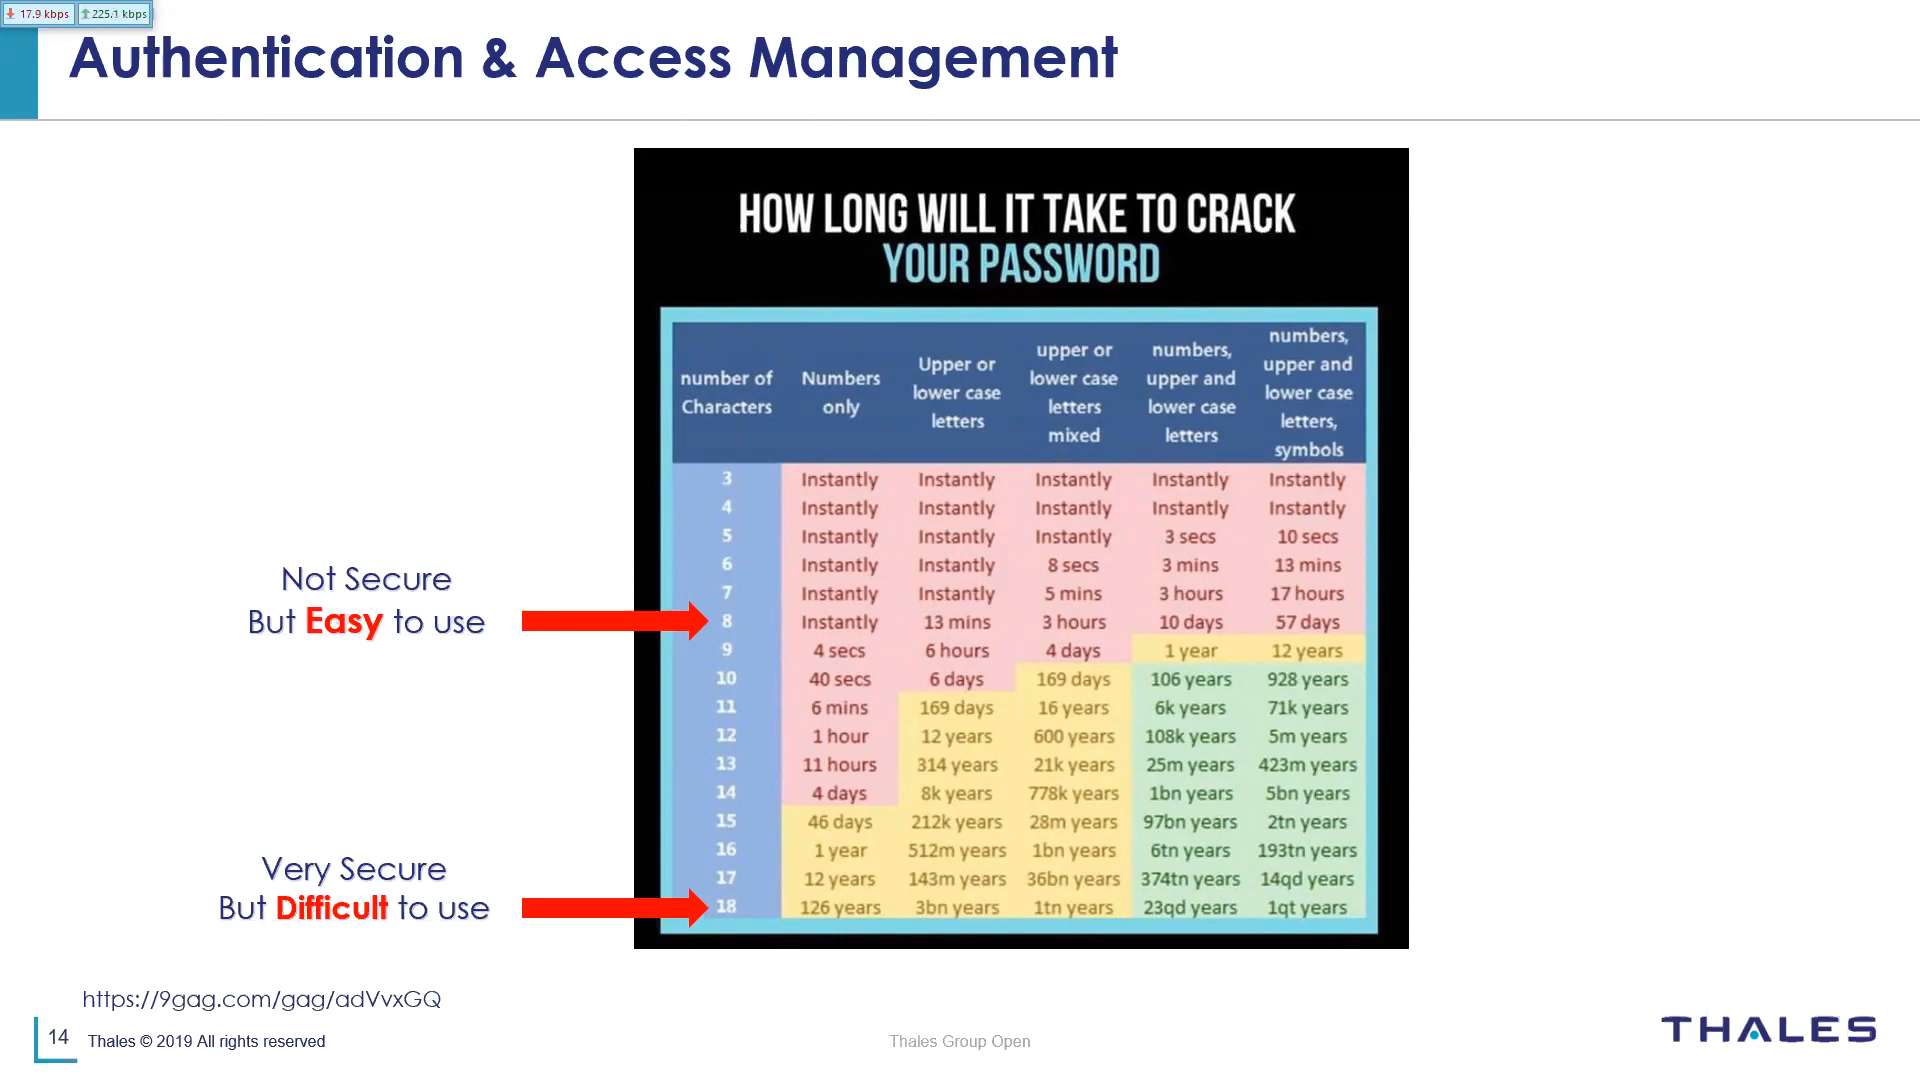 17.9 kbps 225.1 kbps
Authentication & Access Management
HOW LONG WILL IT TAKE TO CRACK
YOUR PASSWORD
number of Characters Numbers only Upper or lower case letters upper or lower case letters mixed numbers, upper and lower case letters numbers, upper and lower case letters, symbols
3 Instantly Instantly Instantly Instantly Instantly
4 Instantly Instantly Instantly Instantly Instantly
5 Instantly Instantly Instantly 3 secs 10 secs
6 Instantly Instantly 8 secs 3 mins 13 mins
7 Instantly Instantly 5 mins 3 hours 17 hours
8 Instantly 13 mins 3 hours 10 days 57 days
9 4 secs 6 hours 4 days 1 year 12 years
10 40 secs 6 days 169 days 106 years 928 years
11 6 mins 169 days 16 years 6k years 71k years
12 1 hour 12 years 600 years 108k years 5m years
13 11 hours 314 years 21k years 25m years 423m years
14 4 days 8k years 778k years 1bn years 5bn years
15 46 days 212k years 28m years 97bn years 2tn years
16 1 year 512m years 1bn years 6tn years 193tn years
17 12 years 143m years 36bn years 374tn years 14qd years
18 126 years 3bn years 1tn years 23qd years 1qt years
Not Secure
But Easy to use
Very Secure
But Difficult to use
https://9gag.com/gag/adVvxGQ
14 Thales © 2019 All rights reserved
Thales Group Open
THALES